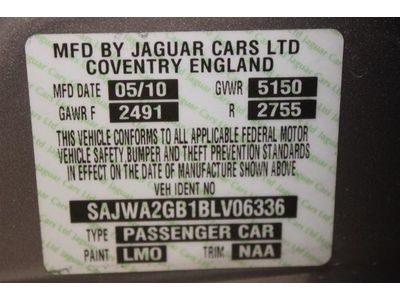 MFD BY JAGUAR CARS LTD
COVENTRY ENGLAND
MFD DATE 05/10 GVWR 5150
GAWR F 2491 R 2755
THIS VEHICLE CONFORMS TO ALL APPLICABLE FEDERAL MOTOR
VEHICLE SAFETY BUMPER AND THEFT PREVENTION STANDARDS
IN EFFECT ON THE DATE OF MANUFACTURE SHOWN ABOVE.
VEH IDENT NO
SAJWA2GB1BLV06336
TYPE PASSENGER CAR
PAINT LMO TRIM NAA